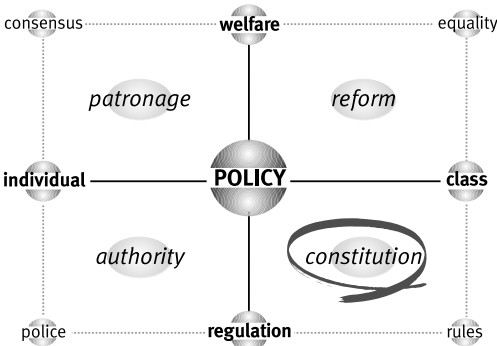 consensus welfare equality
patronage reform
individual POLICY class
authority constitution
police regulation rules